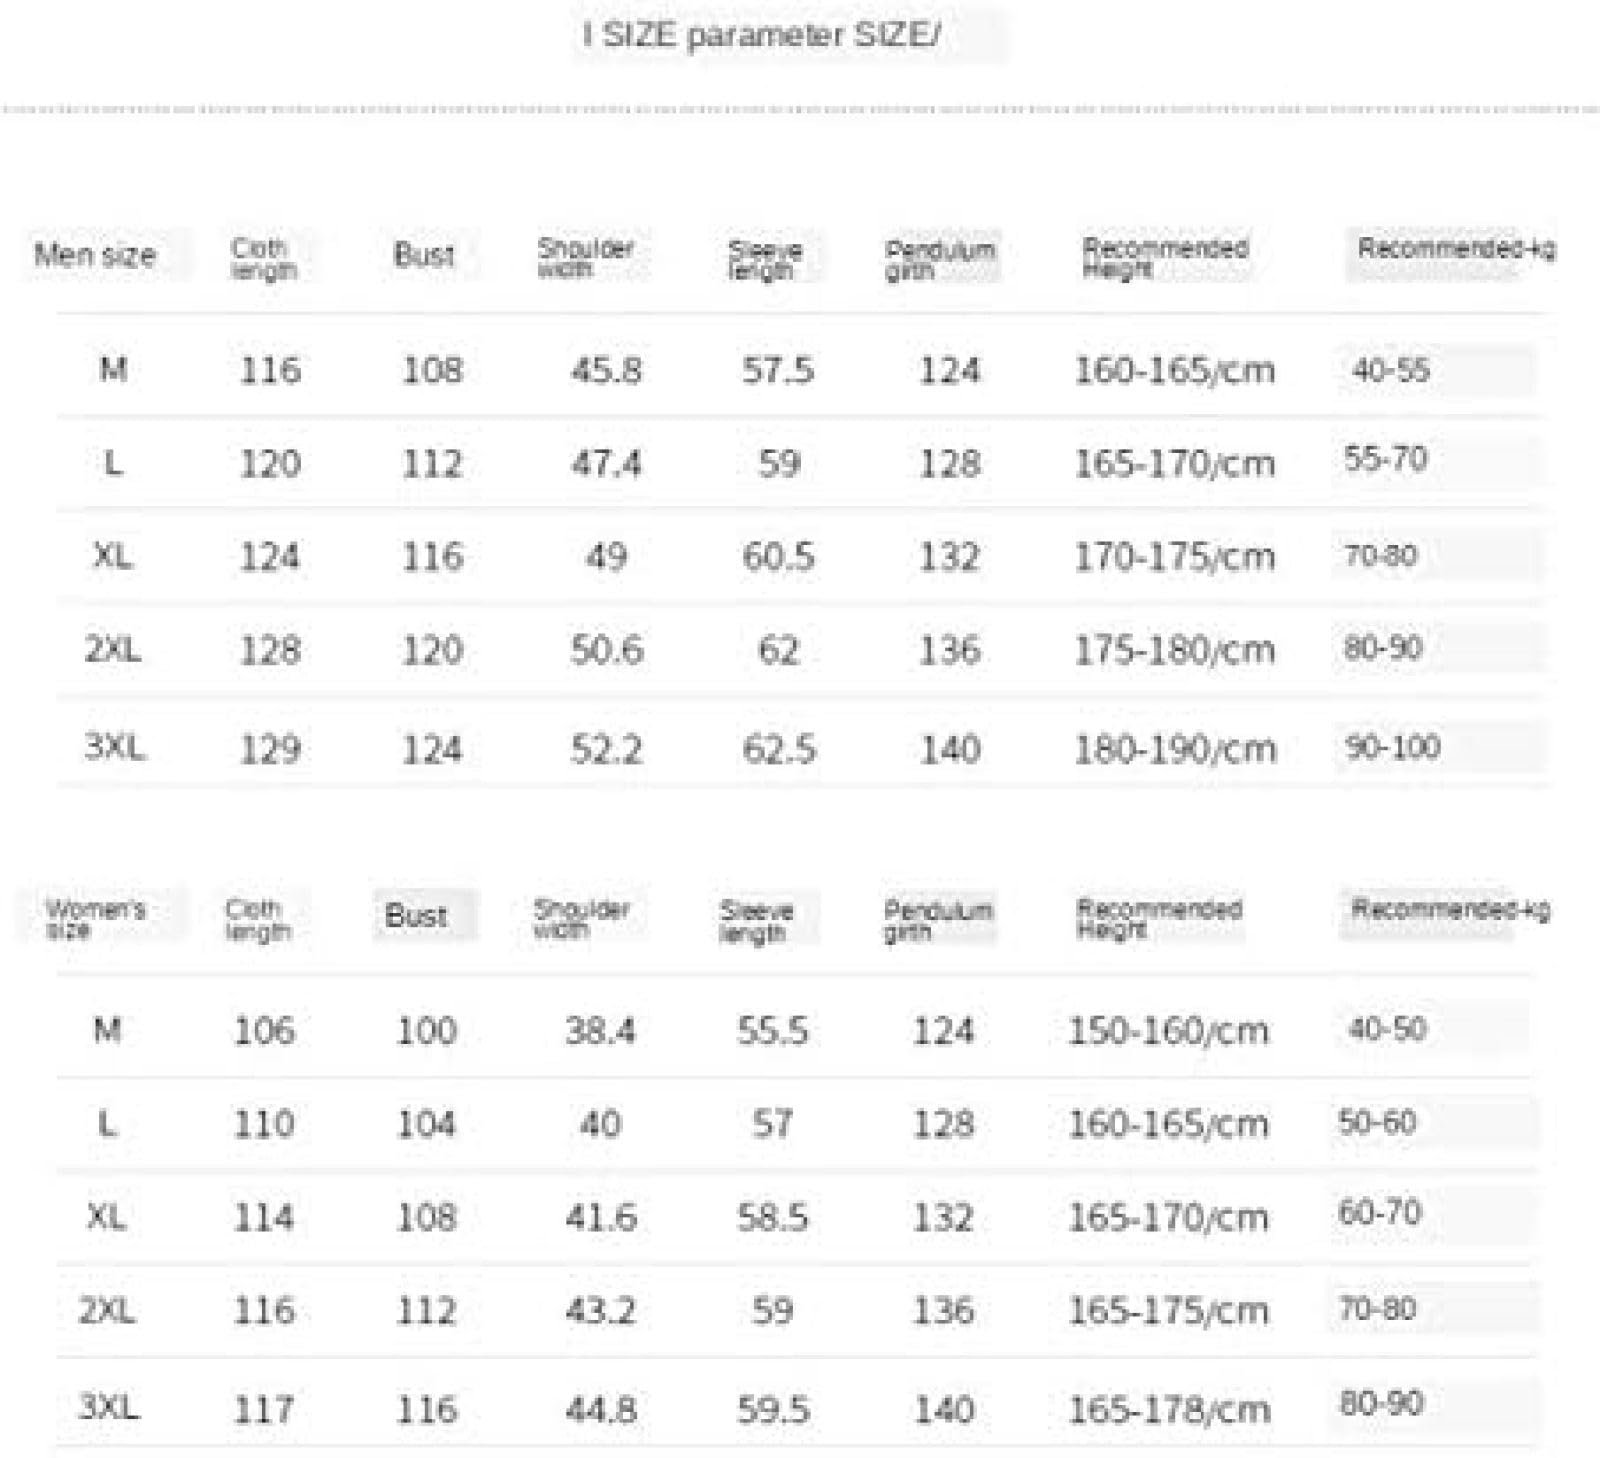 I SIZE parameter SIZE/
Men size Cloth length Bust Shoulder width Sleeve length Pendulum girth Recommended Height Recommended-kg
M 116 108 45.8 57.5 124 160-165/cm 40-55
L 120 112 47.4 59 128 165-170/cm 55-70
XL 124 116 49 60.5 132 170-175/cm 70-80
2XL 128 120 50.6 62 136 175-180/cm 80-90
3XL 129 124 52.2 62.5 140 180-190/cm 90-100
Women's size Cloth length Bust Shoulder width Sleeve length Pendulum girth Recommended Height Recommended-kg
M 106 100 38.4 55.5 124 150-160/cm 40-50
L 110 104 40 57 128 160-165/cm 50-60
XL 114 108 41.6 58.5 132 165-170/cm 60-70
2XL 116 112 43.2 59 136 165-175/cm 70-80
3XL 117 116 44.8 59.5 140 165-178/cm 80-90